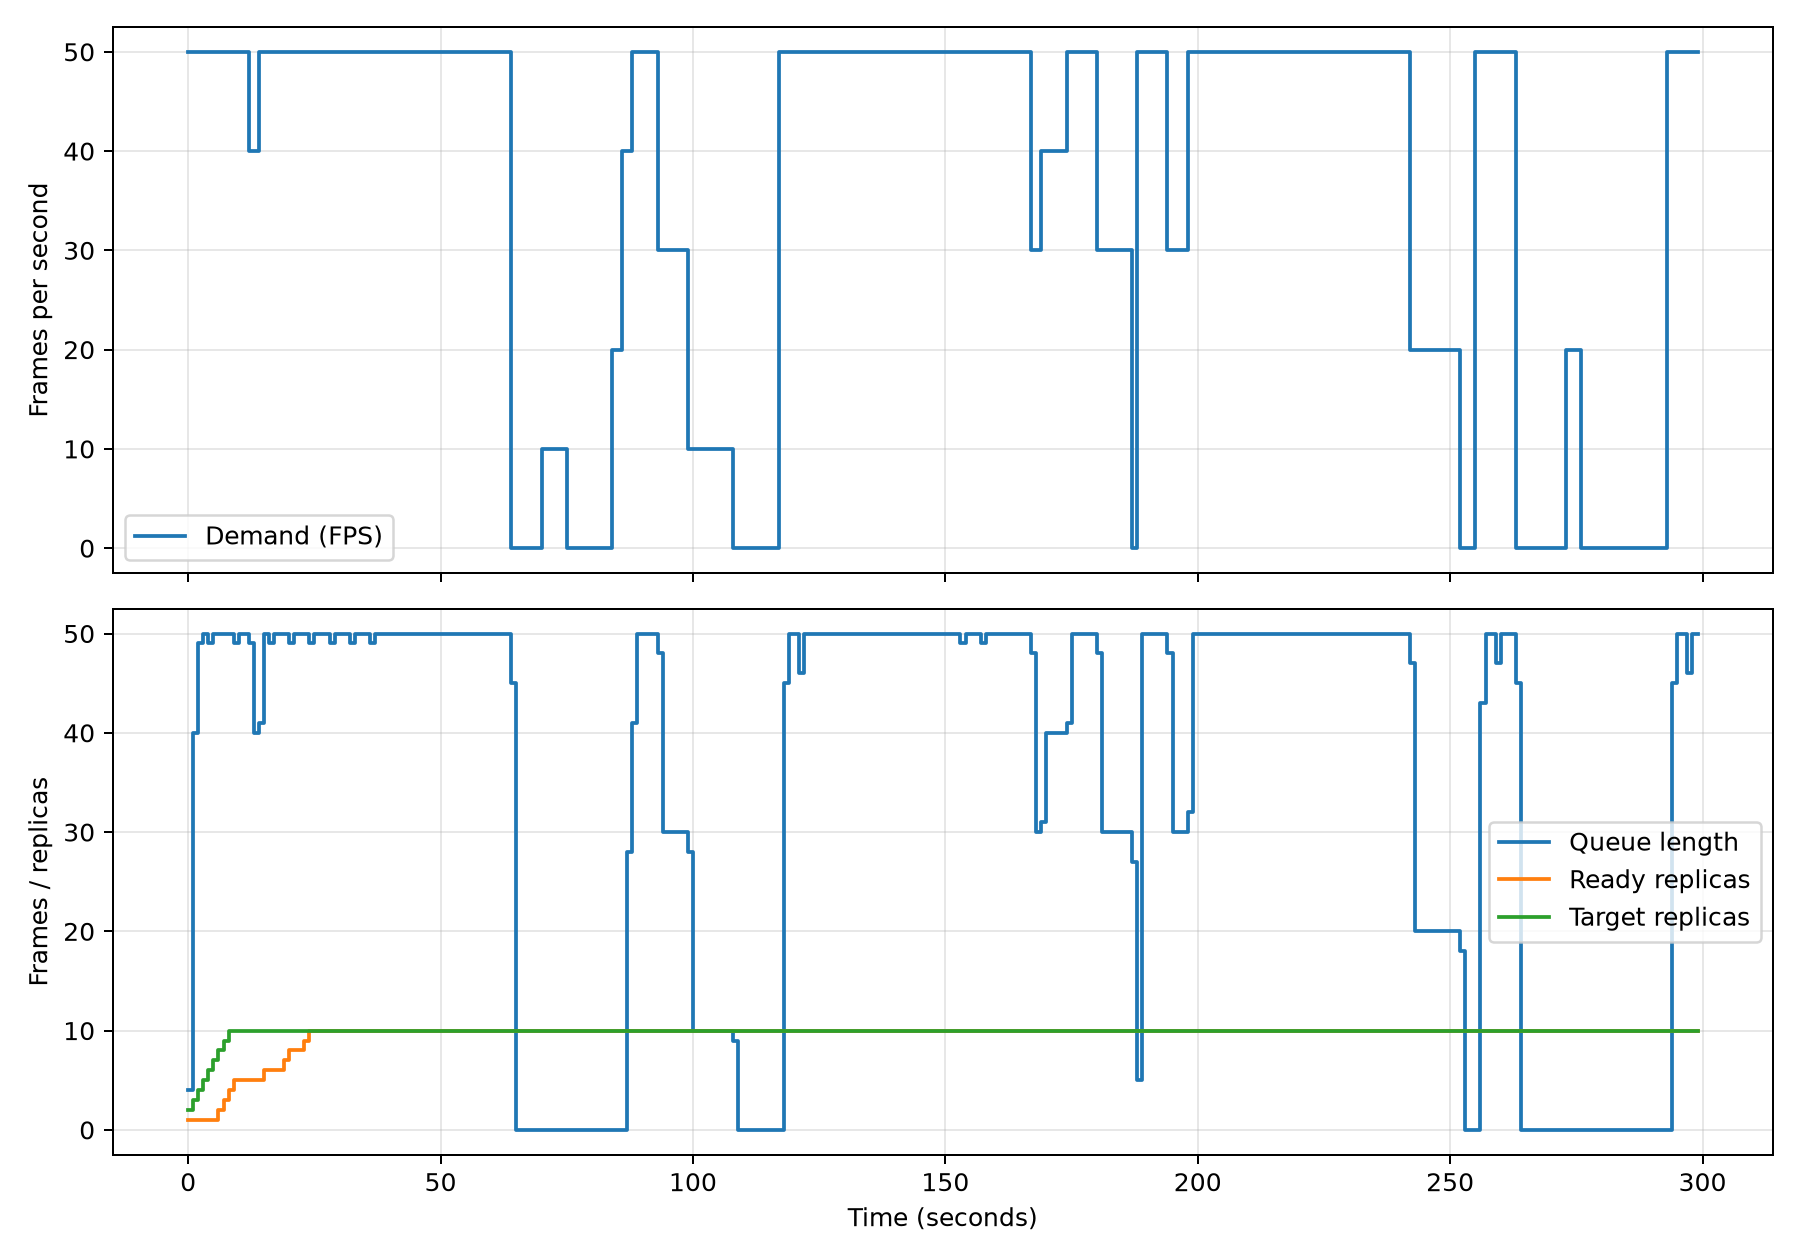 50
40
30
20
10
0
Frames per second
Demand (FPS)
50
40
30
20
10
0
Frames / replicas
Queue length
Ready replicas
Target replicas
0 50 100 150 200 250 300
Time (seconds)